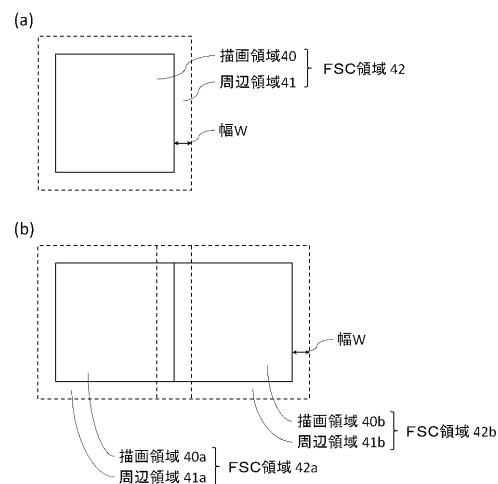 (a)
描画領域40
周辺領域41
FSC領域 42
幅W
(b)
幅W
描画領域 40b
周辺領域 41b
FSC領域 42b
描画領域 40a
周辺領域 41a
FSC領域 42a